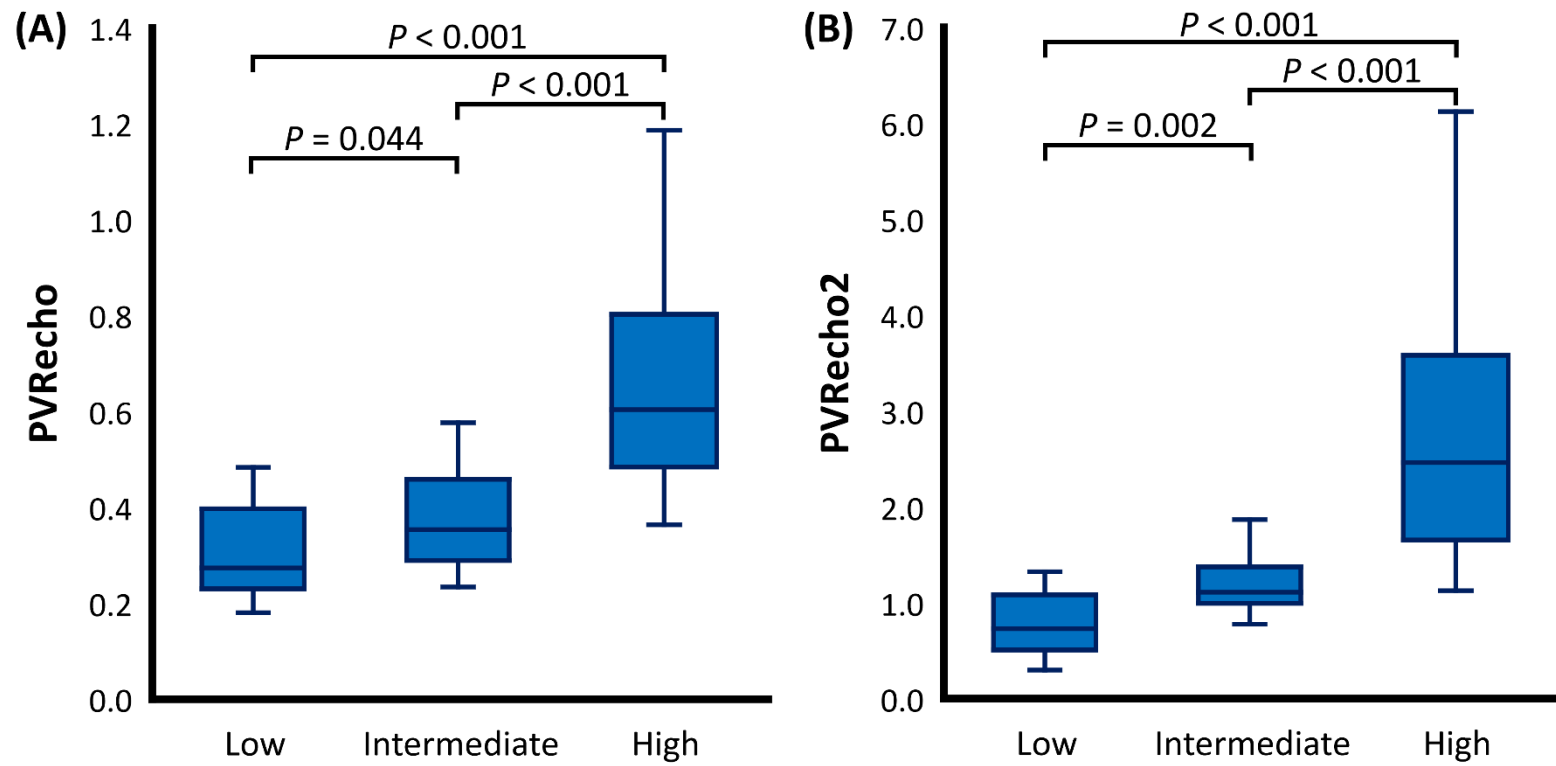 (A)
PVRecho
1.4
1.2
1.0
0.8
0.6
0.4
0.2
0.0
P < 0.001
P < 0.001
P = 0.044
Low Intermediate High
(B)
PVRecho2
7.0
6.0
5.0
4.0
3.0
2.0
1.0
0.0
P < 0.001
P < 0.001
P = 0.002
Low Intermediate High